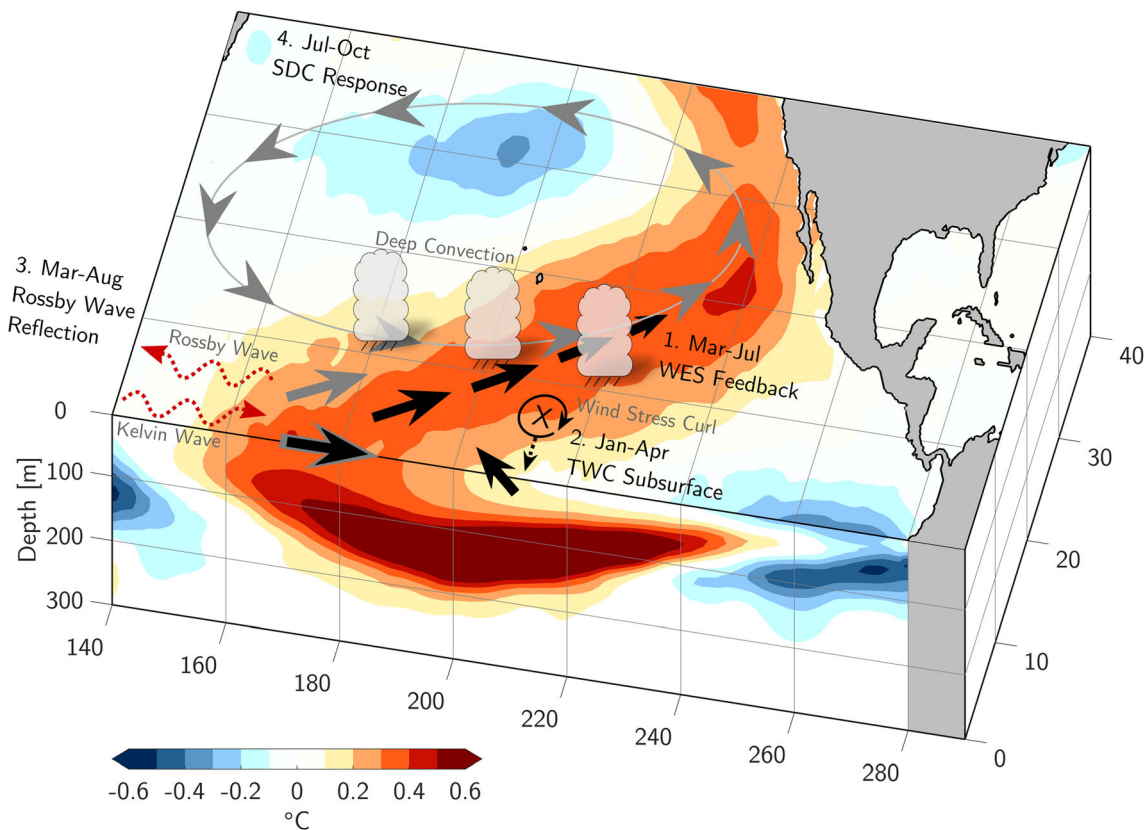 4. Jul-Oct
SDC Response
Deep Convection
3. Mar-Aug
Rossby Wave
Reflection
Rossby Wave
1. Mar-Jul
WES Feedback
Kelvin Wave
X
Wind Stress Curl
2. Jan-Apr
TWC Subsurface
Depth [m]
0
100
200
300
140
160
180
200
220
240
260
280
0
10
20
30
40
-0.6 -0.4 -0.2 0 0.2 0.4 0.6
°C